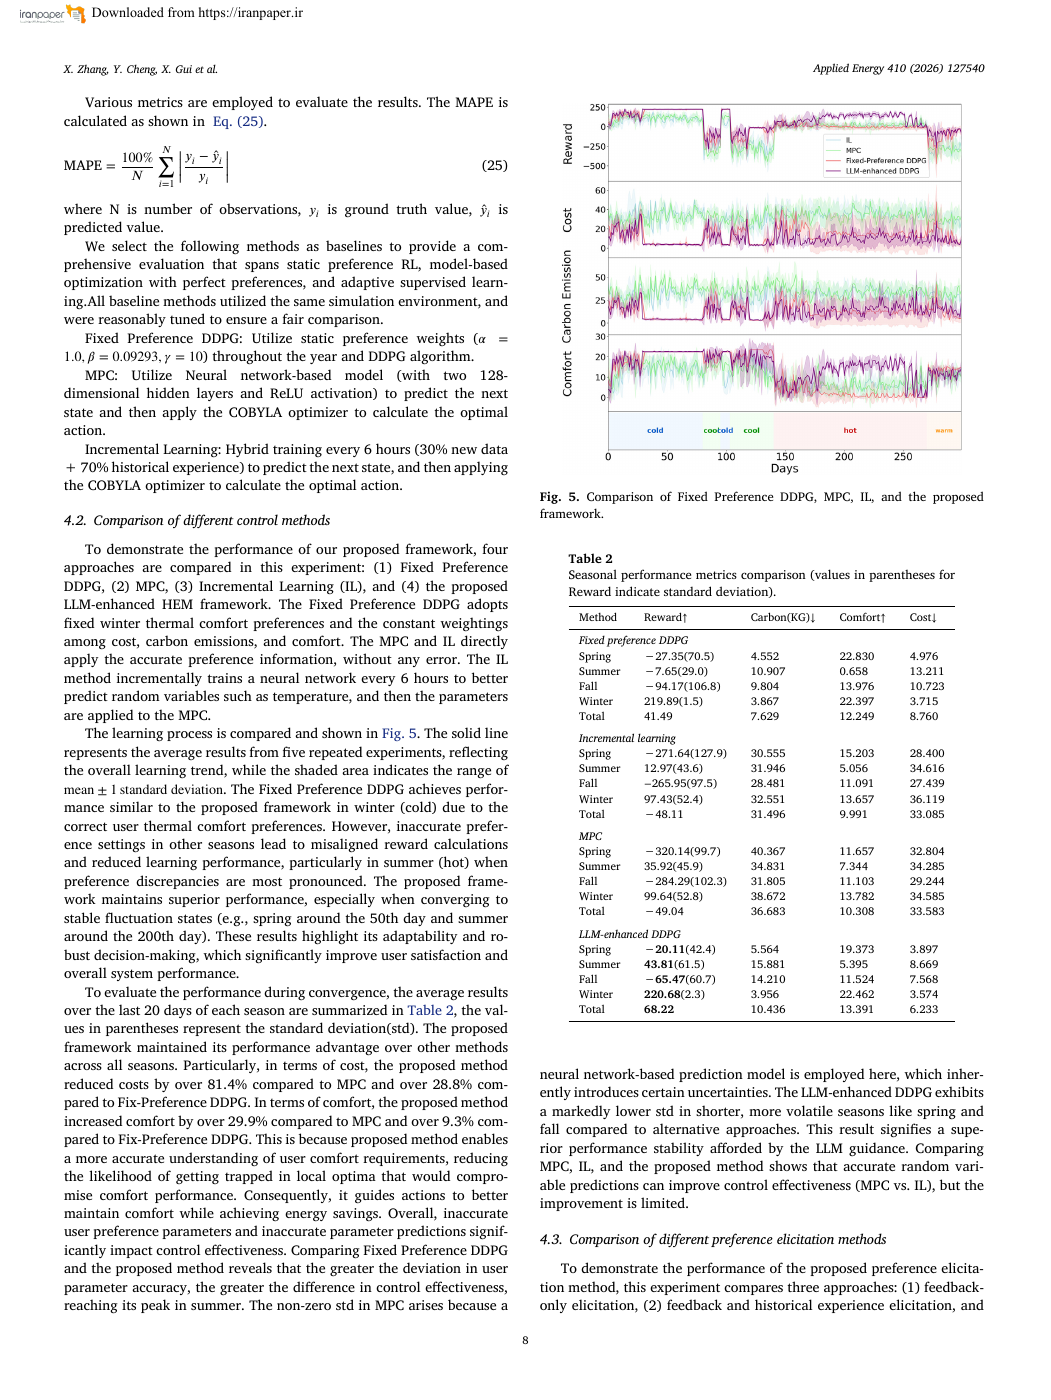 iranpaper
Downloaded from https://iranpaper.ir
X. Zhang, Y. Cheng, X. Gui et al.
Applied Energy 410 (2026) 127540
Various metrics are employed to evaluate the results. The MAPE is
calculated as shown in Eq. (25).
MAPE = 100%/N ∑_{i=1}^{N} |(y_i − ŷ_i)/y_i| (25)
where N is number of observations, y_i is ground truth value, ŷ_i is
predicted value.
We select the following methods as baselines to provide a com-
prehensive evaluation that spans static preference RL, model-based
optimization with perfect preferences, and adaptive supervised learn-
ing.All baseline methods utilized the same simulation environment, and
were reasonably tuned to ensure a fair comparison.
Fixed Preference DDPG: Utilize static preference weights (α =
1.0, β = 0.09293, γ = 10) throughout the year and DDPG algorithm.
MPC: Utilize Neural network-based model (with two 128-
dimensional hidden layers and ReLU activation) to predict the next
state and then apply the COBYLA optimizer to calculate the optimal
action.
Incremental Learning: Hybrid training every 6 hours (30% new data
+ 70% historical experience) to predict the next state, and then applying
the COBYLA optimizer to calculate the optimal action.
4.2. Comparison of different control methods
To demonstrate the performance of our proposed framework, four
approaches are compared in this experiment: (1) Fixed Preference
DDPG, (2) MPC, (3) Incremental Learning (IL), and (4) the proposed
LLM-enhanced HEM framework. The Fixed Preference DDPG adopts
fixed winter thermal comfort preferences and the constant weightings
among cost, carbon emissions, and comfort. The MPC and IL directly
apply the accurate preference information, without any error. The IL
method incrementally trains a neural network every 6 hours to better
predict random variables such as temperature, and then the parameters
are applied to the MPC.
The learning process is compared and shown in Fig. 5. The solid line
represents the average results from five repeated experiments, reflecting
the overall learning trend, while the shaded area indicates the range of
mean ± 1 standard deviation. The Fixed Preference DDPG achieves perfor-
mance similar to the proposed framework in winter (cold) due to the
correct user thermal comfort preferences. However, inaccurate prefer-
ence settings in other seasons lead to misaligned reward calculations
and reduced learning performance, particularly in summer (hot) when
preference discrepancies are most pronounced. The proposed frame-
work maintains superior performance, especially when converging to
stable fluctuation states (e.g., spring around the 50th day and summer
around the 200th day). These results highlight its adaptability and ro-
bust decision-making, which significantly improve user satisfaction and
overall system performance.
To evaluate the performance during convergence, the average results
over the last 20 days of each season are summarized in Table 2, the val-
ues in parentheses represent the standard deviation(std). The proposed
framework maintained its performance advantage over other methods
across all seasons. Particularly, in terms of cost, the proposed method
reduced costs by over 81.4% compared to MPC and over 28.8% com-
pared to Fix-Preference DDPG. In terms of comfort, the proposed method
increased comfort by over 29.9% compared to MPC and over 9.3% com-
pared to Fix-Preference DDPG. This is because proposed method enables
a more accurate understanding of user comfort requirements, reducing
the likelihood of getting trapped in local optima that would compro-
mise comfort performance. Consequently, it guides actions to better
maintain comfort while achieving energy savings. Overall, inaccurate
user preference parameters and inaccurate parameter predictions signif-
icantly impact control effectiveness. Comparing Fixed Preference DDPG
and the proposed method reveals that the greater the deviation in user
parameter accuracy, the greater the difference in control effectiveness,
reaching its peak in summer. The non-zero std in MPC arises because a
Reward
250
0
−250
−500
IL
MPC
Fixed-Preference DDPG
LLM-enhanced DDPG
Cost
60
40
20
0
Carbon Emission
50
25
0
Comfort
30
20
10
0
cold cool cold cool hot warm
0 50 100 150 200 250
Days
Fig. 5. Comparison of Fixed Preference DDPG, MPC, IL, and the proposed
framework.
Table 2
Seasonal performance metrics comparison (values in parentheses for
Reward indicate standard deviation).
Method Reward↑ Carbon(KG)↓ Comfort↑ Cost↓
Fixed preference DDPG
Spring −27.35(70.5) 4.552 22.830 4.976
Summer −7.65(29.0) 10.907 0.658 13.211
Fall −94.17(106.8) 9.804 13.976 10.723
Winter 219.89(1.5) 3.867 22.397 3.715
Total 41.49 7.629 12.249 8.760
Incremental learning
Spring −271.64(127.9) 30.555 15.203 28.400
Summer 12.97(43.6) 31.946 5.056 34.616
Fall −265.95(97.5) 28.481 11.091 27.439
Winter 97.43(52.4) 32.551 13.657 36.119
Total −48.11 31.496 9.991 33.085
MPC
Spring −320.14(99.7) 40.367 11.657 32.804
Summer 35.92(45.9) 34.831 7.344 34.285
Fall −284.29(102.3) 31.805 11.103 29.244
Winter 99.64(52.8) 38.672 13.782 34.585
Total −49.04 36.683 10.308 33.583
LLM-enhanced DDPG
Spring −20.11(42.4) 5.564 19.373 3.897
Summer 43.81(61.5) 15.881 5.395 8.669
Fall −65.47(60.7) 14.210 11.524 7.568
Winter 220.68(2.3) 3.956 22.462 3.574
Total 68.22 10.436 13.391 6.233
neural network-based prediction model is employed here, which inher-
ently introduces certain uncertainties. The LLM-enhanced DDPG exhibits
a markedly lower std in shorter, more volatile seasons like spring and
fall compared to alternative approaches. This result signifies a supe-
rior performance stability afforded by the LLM guidance. Comparing
MPC, IL, and the proposed method shows that accurate random vari-
able predictions can improve control effectiveness (MPC vs. IL), but the
improvement is limited.
4.3. Comparison of different preference elicitation methods
To demonstrate the performance of the proposed preference elicita-
tion method, this experiment compares three approaches: (1) feedback-
only elicitation, (2) feedback and historical experience elicitation, and
8